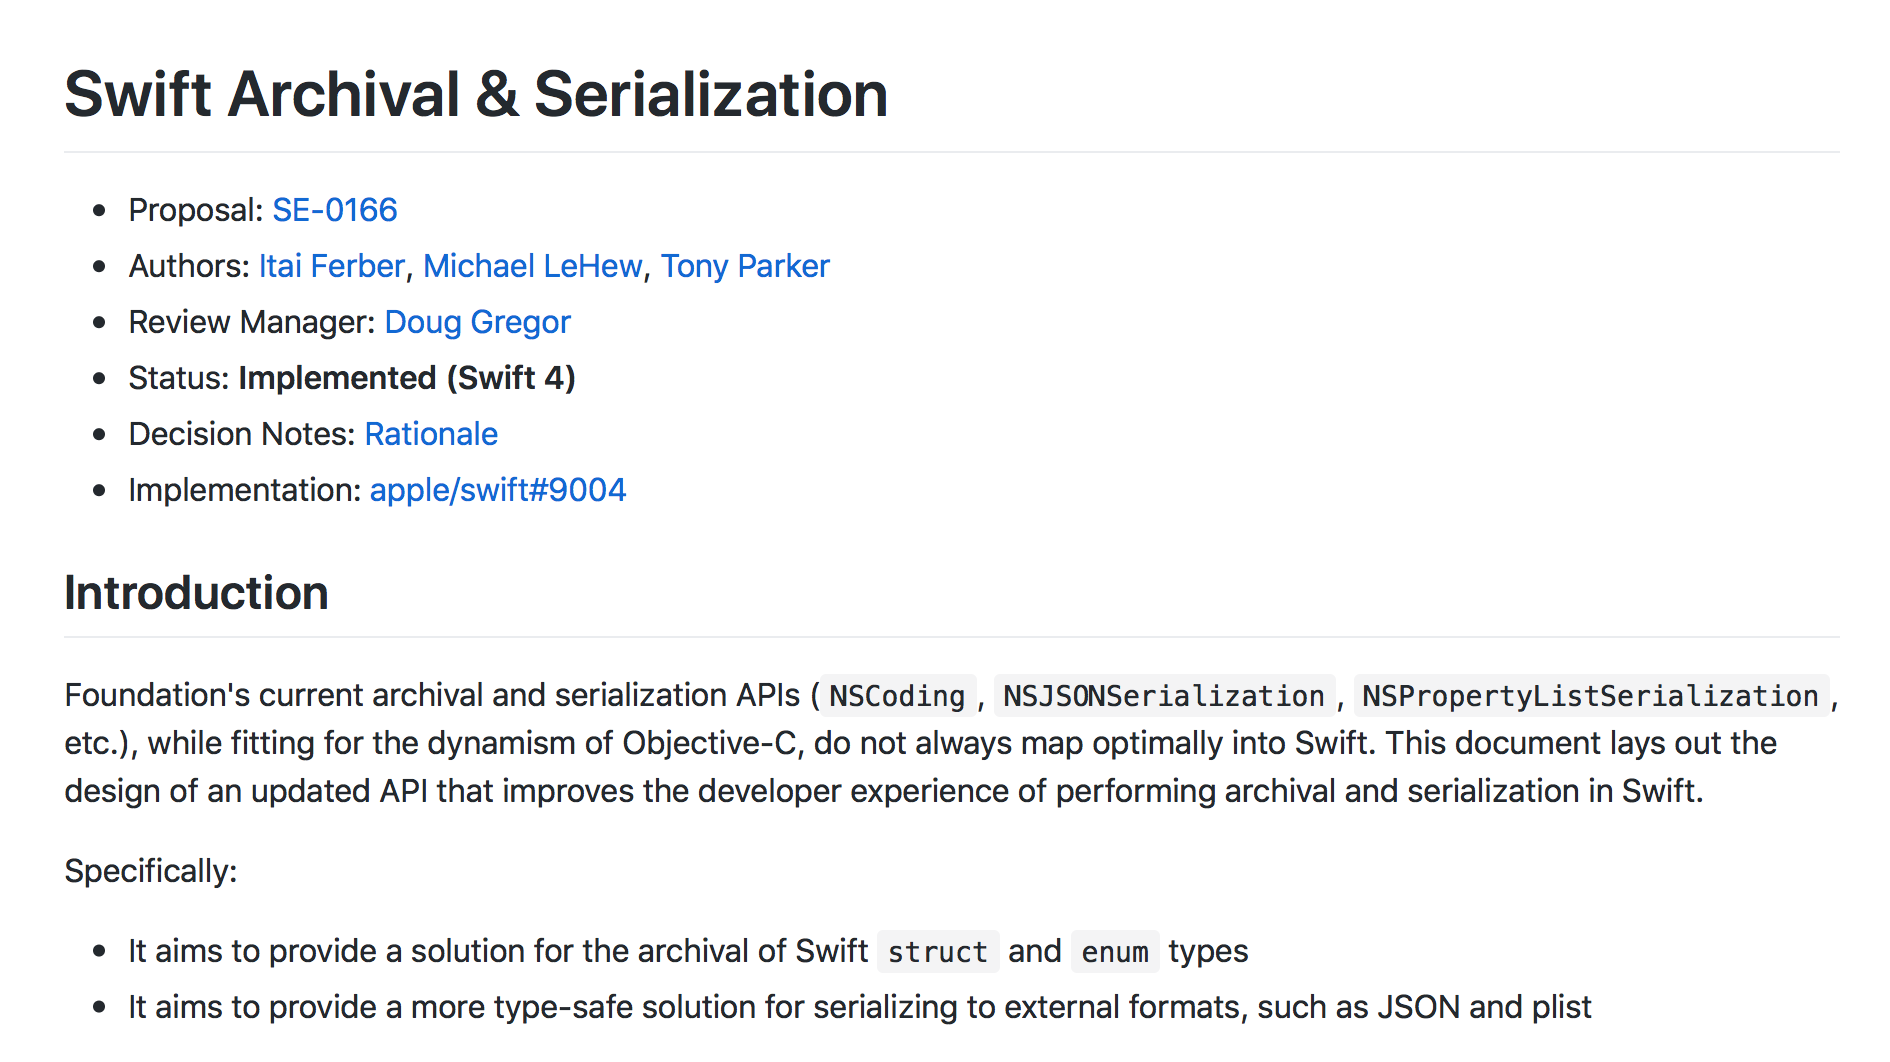 Swift Archival & Serialization
• Proposal: SE-0166
• Authors: Itai Ferber, Michael LeHew, Tony Parker
• Review Manager: Doug Gregor
• Status: Implemented (Swift 4)
• Decision Notes: Rationale
• Implementation: apple/swift#9004
Introduction
Foundation's current archival and serialization APIs (NSCoding, NSJSONSerialization, NSPropertyListSerialization,
etc.), while fitting for the dynamism of Objective-C, do not always map optimally into Swift. This document lays out the
design of an updated API that improves the developer experience of performing archival and serialization in Swift.
Specifically:
• It aims to provide a solution for the archival of Swift struct and enum types
• It aims to provide a more type-safe solution for serializing to external formats, such as JSON and plist